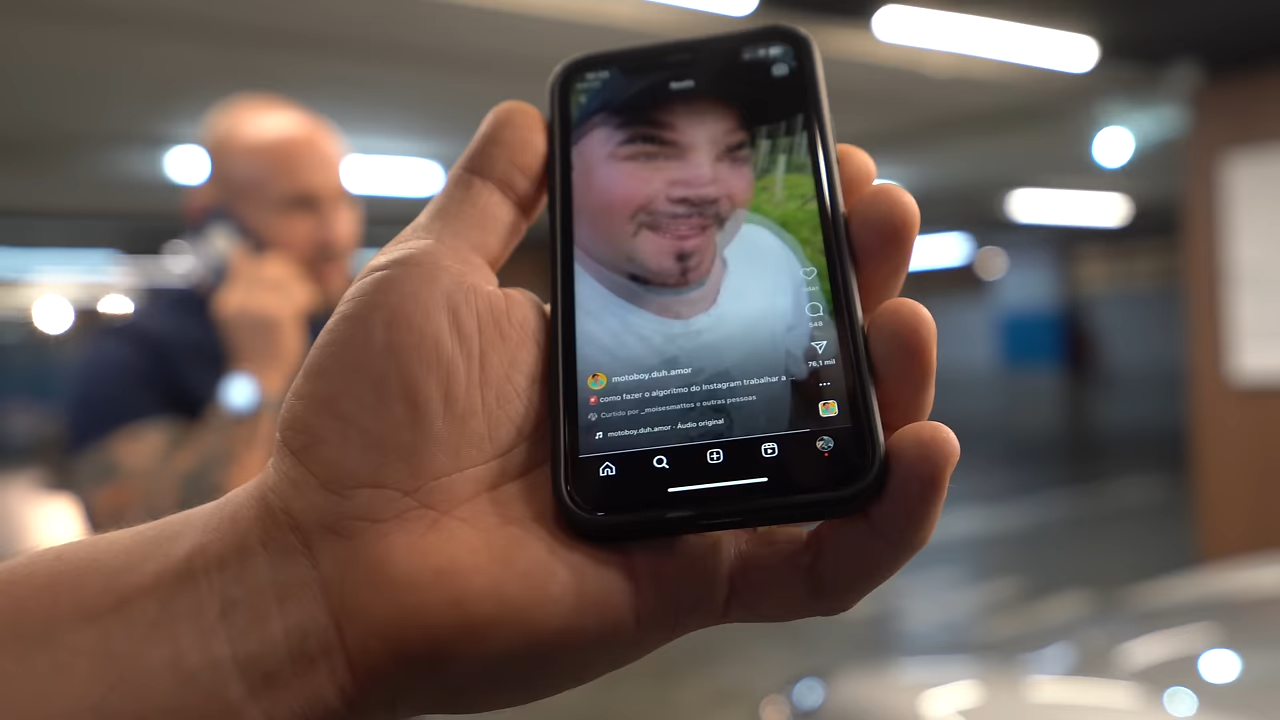 548
76,1 mil
motoboy.duh.amor
como fazer o algoritmo do Instagram trabalhar a ...
Curtido por _moisesmattos e outras pessoas
motoboy.duh.amor · Áudio original